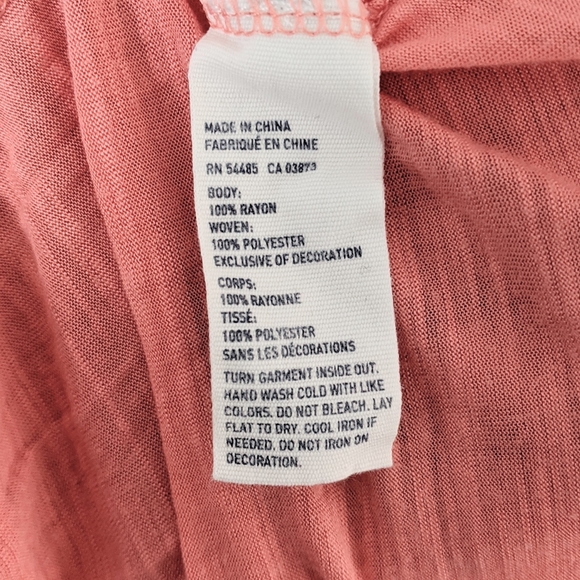 MADE IN CHINA
FABRIQUÉ EN CHINE
RN 54485 CA 03873
BODY:
100% RAYON
WOVEN:
100% POLYESTER
EXCLUSIVE OF DECORATION
CORPS:
100% RAYONNE
TISSÉ:
100% POLYESTER
SANS LES DÉCORATIONS
TURN GARMENT INSIDE OUT.
HAND WASH COLD WITH LIKE
COLORS. DO NOT BLEACH. LAY
FLAT TO DRY. COOL IRON IF
NEEDED. DO NOT IRON ON
DECORATION.